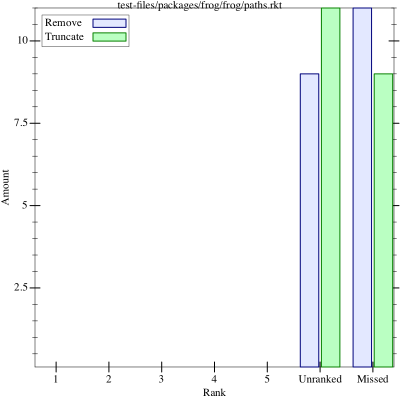 test-files/packages/frog/frog/paths.rkt
Remove
Truncate
10
7.5
5
2.5
Amount
1 2 3 4 5 Unranked Missed
Rank